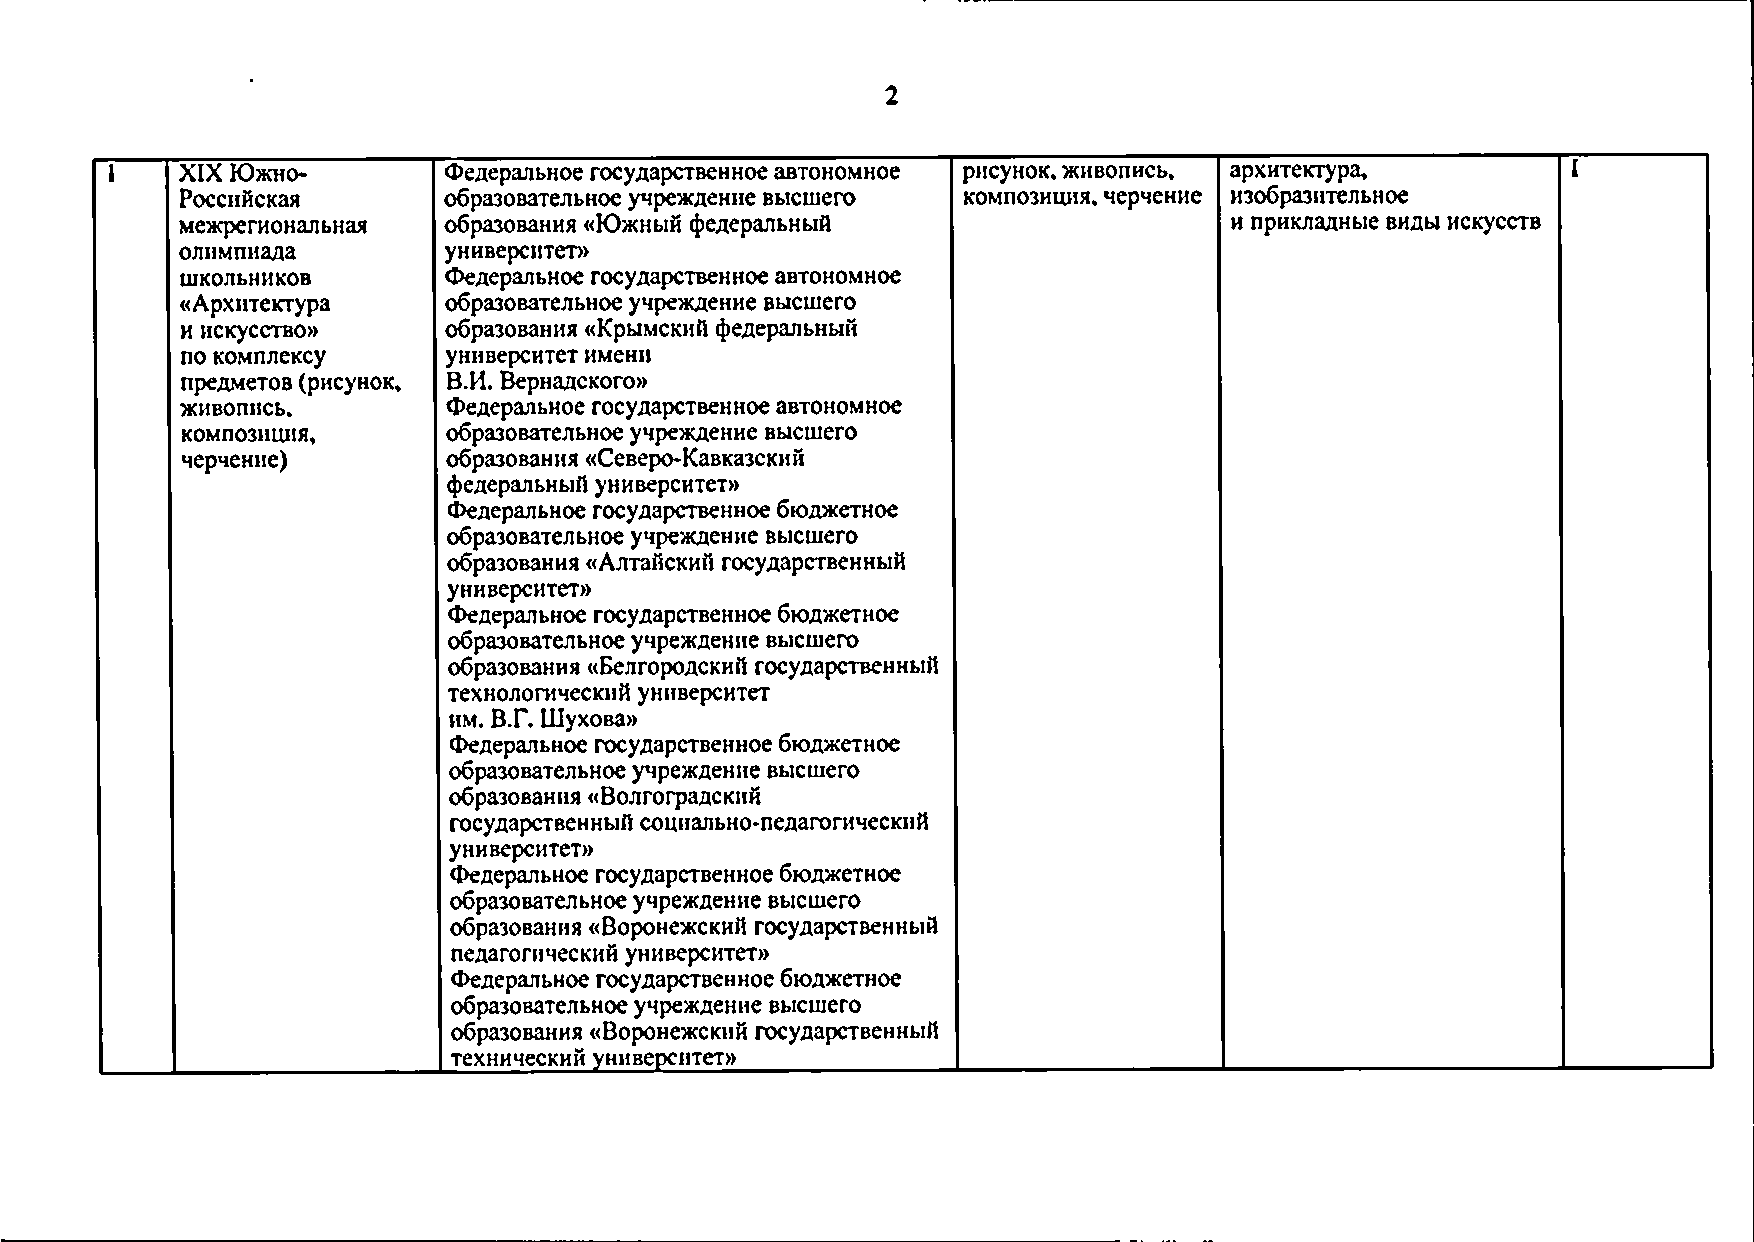 2
1
XIX Южно-
Российская
межрегиональная
олимпиада
школьников
«Архитектура
и искусство»
по комплексу
предметов (рисунок,
живопись,
композиция,
черчение)
Федеральное государственное автономное
образовательное учреждение высшего
образования «Южный федеральный
университет»
Федеральное государственное автономное
образовательное учреждение высшего
образования «Крымский федеральный
университет имени
В.И. Вернадского»
Федеральное государственное автономное
образовательное учреждение высшего
образования «Северо-Кавказский
федеральный университет»
Федеральное государственное бюджетное
образовательное учреждение высшего
образования «Алтайский государственный
университет»
Федеральное государственное бюджетное
образовательное учреждение высшего
образования «Белгородский государственный
технологический университет
им. В.Г. Шухова»
Федеральное государственное бюджетное
образовательное учреждение высшего
образования «Волгоградский
государственный социально-педагогический
университет»
Федеральное государственное бюджетное
образовательное учреждение высшего
образования «Воронежский государственный
педагогический университет»
Федеральное государственное бюджетное
образовательное учреждение высшего
образования «Воронежский государственный
технический университет»
рисунок, живопись,
композиция, черчение
архитектура,
изобразительное
и прикладные виды искусств
I